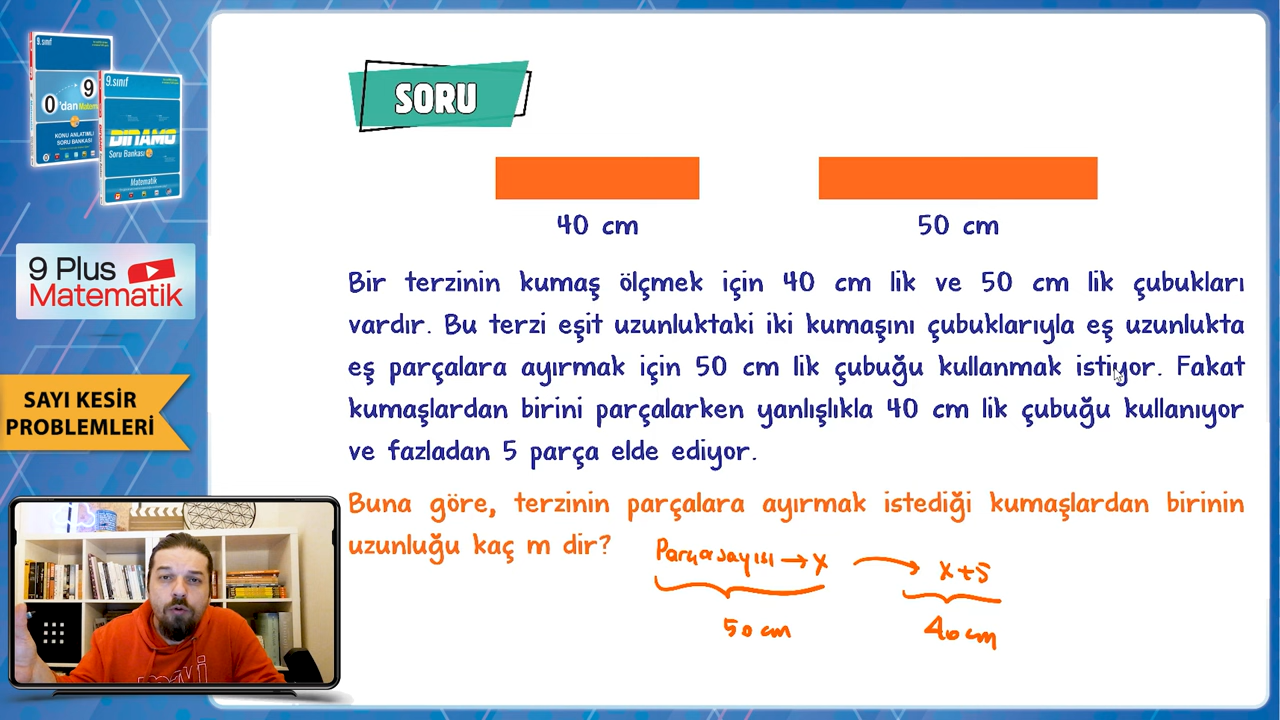 9.sınıf
0'dan 9
KONU ANLATIMLI
SORU BANKASI
9.sınıf
DİNAMO
Soru Bankası
Matematik
9 Plus
Matematik
SAYI KESİR
PROBLEMLERİ
SORU
40 cm
50 cm
Bir terzinin kumaş ölçmek için 40 cm lik ve 50 cm lik çubukları
vardır. Bu terzi eşit uzunluktaki iki kumaşını çubuklarıyla eş uzunlukta
eş parçalara ayırmak için 50 cm lik çubuğu kullanmak istiyor. Fakat
kumaşlardan birini parçalarken yanlışlıkla 40 cm lik çubuğu kullanıyor
ve fazladan 5 parça elde ediyor.
Buna göre, terzinin parçalara ayırmak istediği kumaşlardan birinin
uzunluğu kaç m dir?
Parça sayısı → x → x+5
50 cm
40 cm